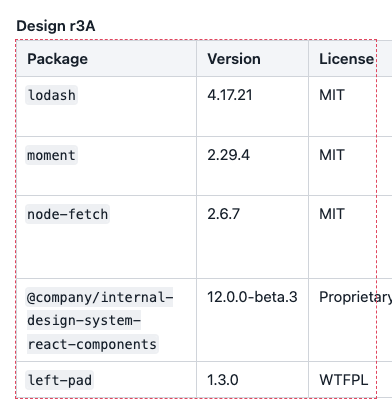 Design r3A
Package Version License
lodash 4.17.21 MIT
moment 2.29.4 MIT
node-fetch 2.6.7 MIT
@company/internal- 12.0.0-beta.3 Proprietary
design-system-
react-components
left-pad 1.3.0 WTFPL